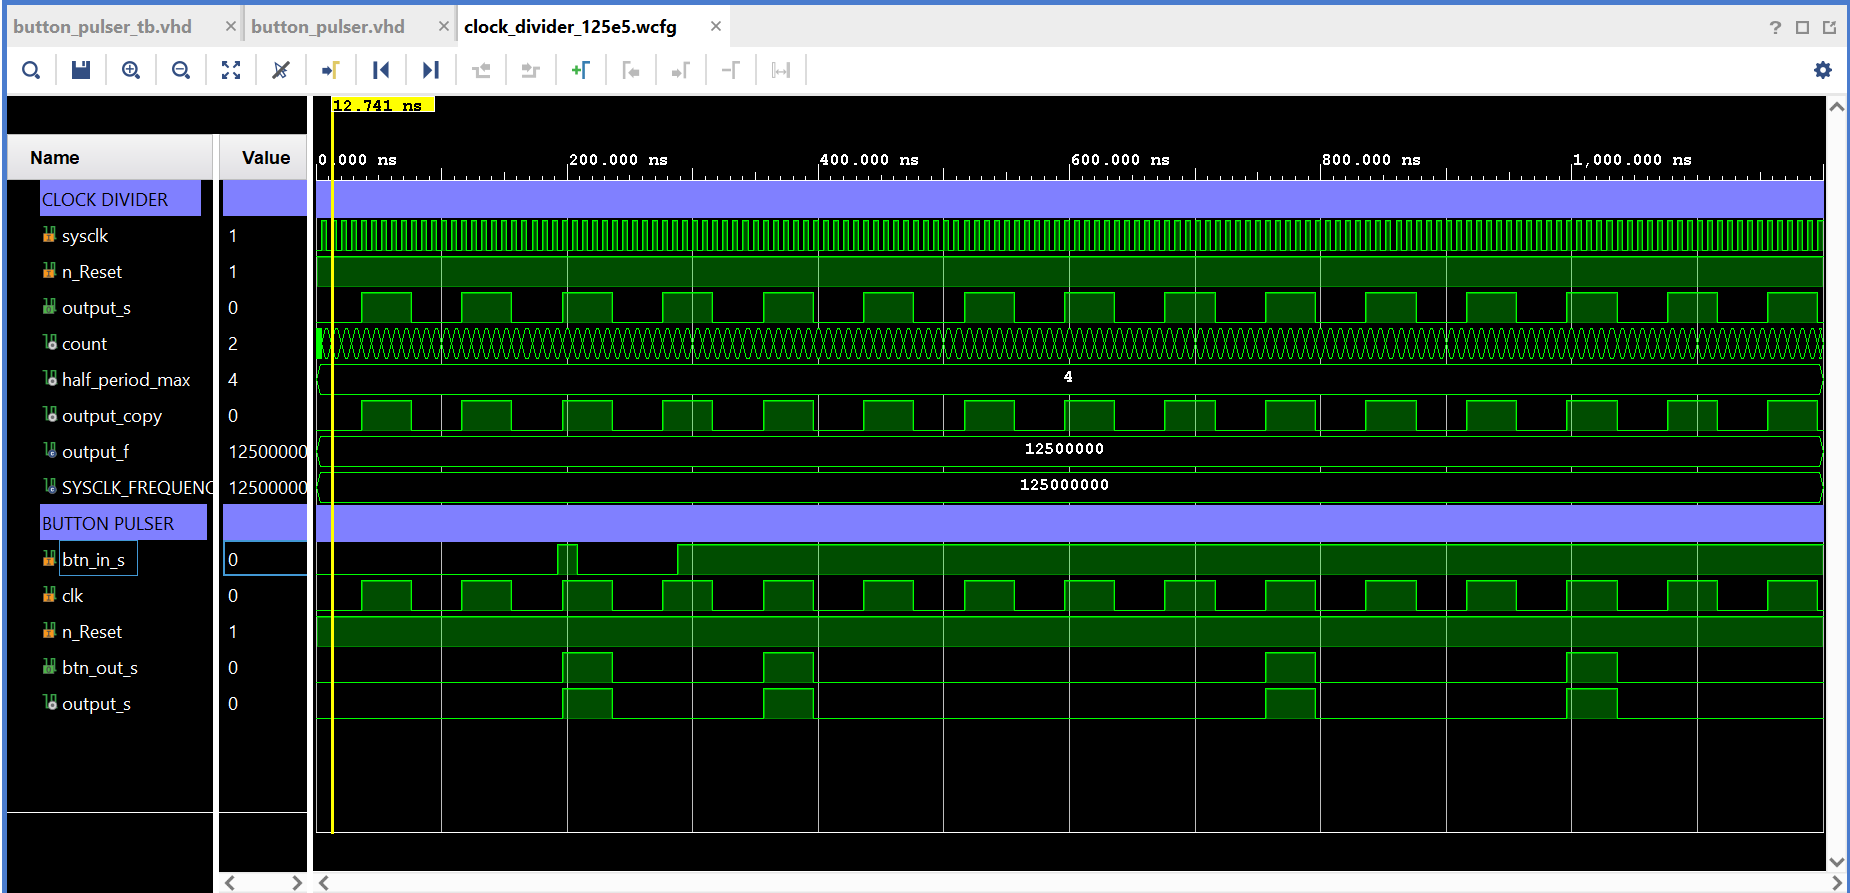 button_pulser_tb.vhd × button_pulser.vhd × clock_divider_125e5.wcfg ×
12.741 ns
Name Value 0.000 ns 200.000 ns 400.000 ns 600.000 ns 800.000 ns 1,000.000 ns
CLOCK DIVIDER
sysclk 1
n_Reset 1
output_s 0
count 2
half_period_max 4 4
output_copy 0
output_f 12500000 12500000
SYSCLK_FREQUENC 12500000 125000000
BUTTON PULSER
btn_in_s 0
clk 0
n_Reset 1
btn_out_s 0
output_s 0